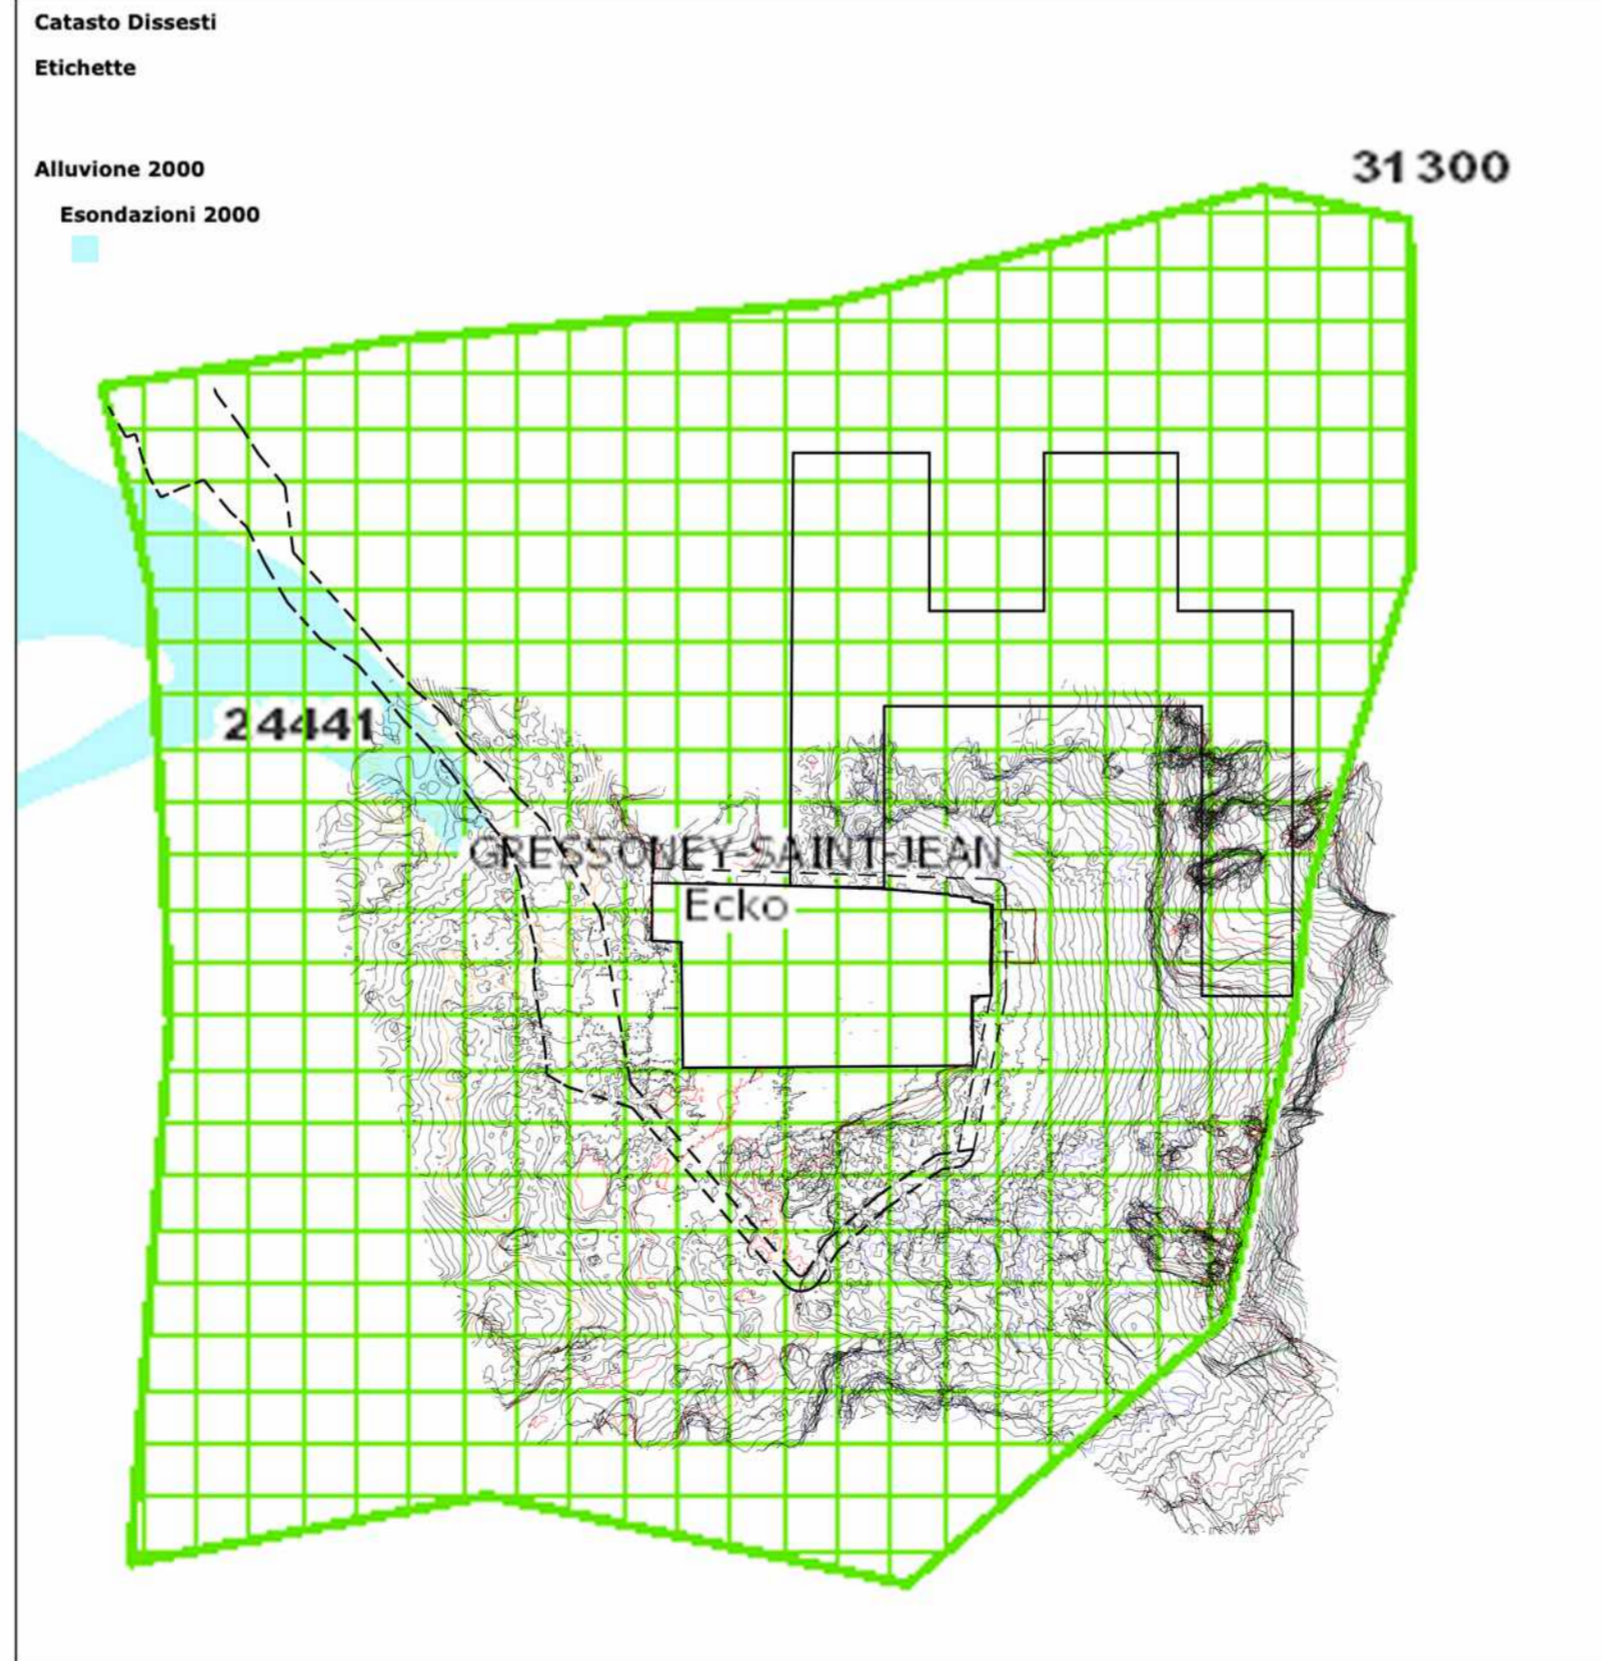 Catasto Dissesti
Etichette
Alluvione 2000
Esondazioni 2000
31300
24441
GRESSONEY-SAINT-JEAN
Ecko